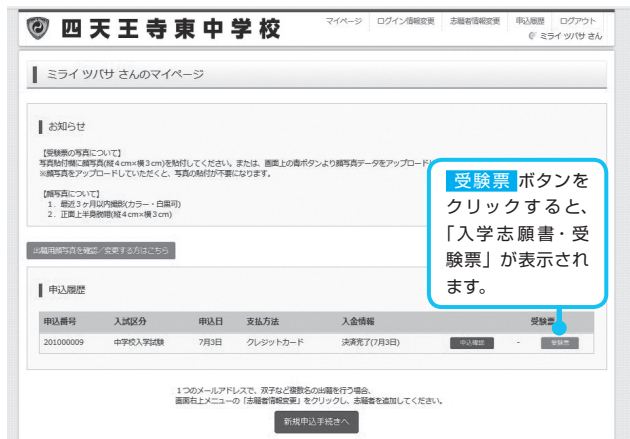 四天王寺東中学校
マイページ ログイン情報変更 志願者情報変更 申込履歴 ログアウト
ミライ ツバサ さん
ミライ ツバサ さんのマイページ
お知らせ
【受験票の写真について】
写真貼付欄に顔写真(縦4cm×横3cm)を貼付してください。または、画面上の青ボタンより顔写真データをアップロードし
※顔写真をアップロードしていただくと、写真の貼付が不要になります。
【顔写真について】
1. 最近3ヶ月以内撮影(カラー・白黒可)
2. 正面上半身脱帽(縦4cm×横3cm)
受験票 ボタンを
クリックすると、
「入学志願書・受
験票」が表示され
ます。
出願用顔写真を確認/変更する方はこちら
申込履歴
申込番号 入試区分 申込日 支払方法 入金情報 受験票
201000009 中学校入学試験 7月3日 クレジットカード 決済完了(7月3日) 申込確認 - 受験票
1つのメールアドレスで、双子など複数名の出願を行う場合、
画面右上メニューの「志願者情報変更」をクリックし、志願者を追加してください。
新規申込手続きへ